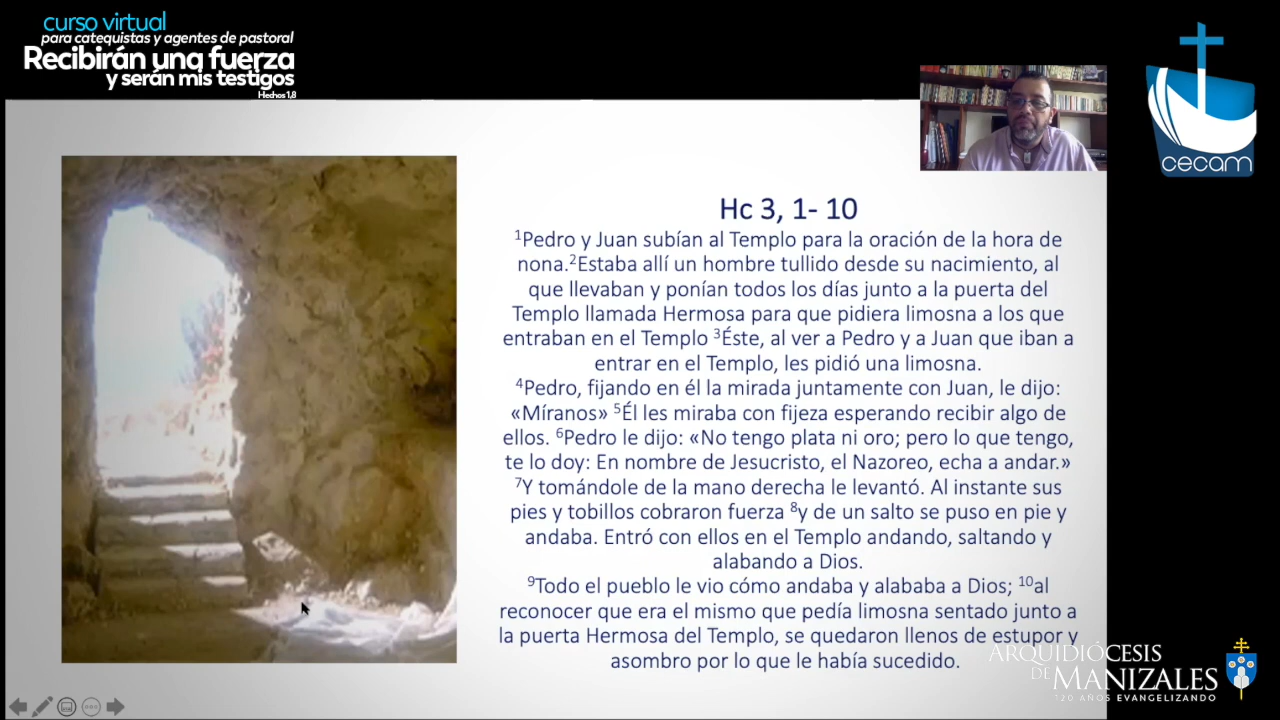 curso virtual
para catequistas y agentes de pastoral
Recibirán una fuerza
y serán mis testigos
Hechos 1,8
cecam
Hc 3, 1- 10
¹Pedro y Juan subían al Templo para la oración de la hora de
nona.²Estaba allí un hombre tullido desde su nacimiento, al
que llevaban y ponían todos los días junto a la puerta del
Templo llamada Hermosa para que pidiera limosna a los que
entraban en el Templo ³Éste, al ver a Pedro y a Juan que iban a
entrar en el Templo, les pidió una limosna.
⁴Pedro, fijando en él la mirada juntamente con Juan, le dijo:
«Míranos» ⁵Él les miraba con fijeza esperando recibir algo de
ellos. ⁶Pedro le dijo: «No tengo plata ni oro; pero lo que tengo,
te lo doy: En nombre de Jesucristo, el Nazoreo, echa a andar.»
⁷Y tomándole de la mano derecha le levantó. Al instante sus
pies y tobillos cobraron fuerza ⁸y de un salto se puso en pie y
andaba. Entró con ellos en el Templo andando, saltando y
alabando a Dios.
⁹Todo el pueblo le vio cómo andaba y alababa a Dios; ¹⁰al
reconocer que era el mismo que pedía limosna sentado junto a
la puerta Hermosa del Templo, se quedaron llenos de estupor y
asombro por lo que le había sucedido.
ARQUIDIÓCESIS
DE MANIZALES
120 AÑOS EVANGELIZANDO